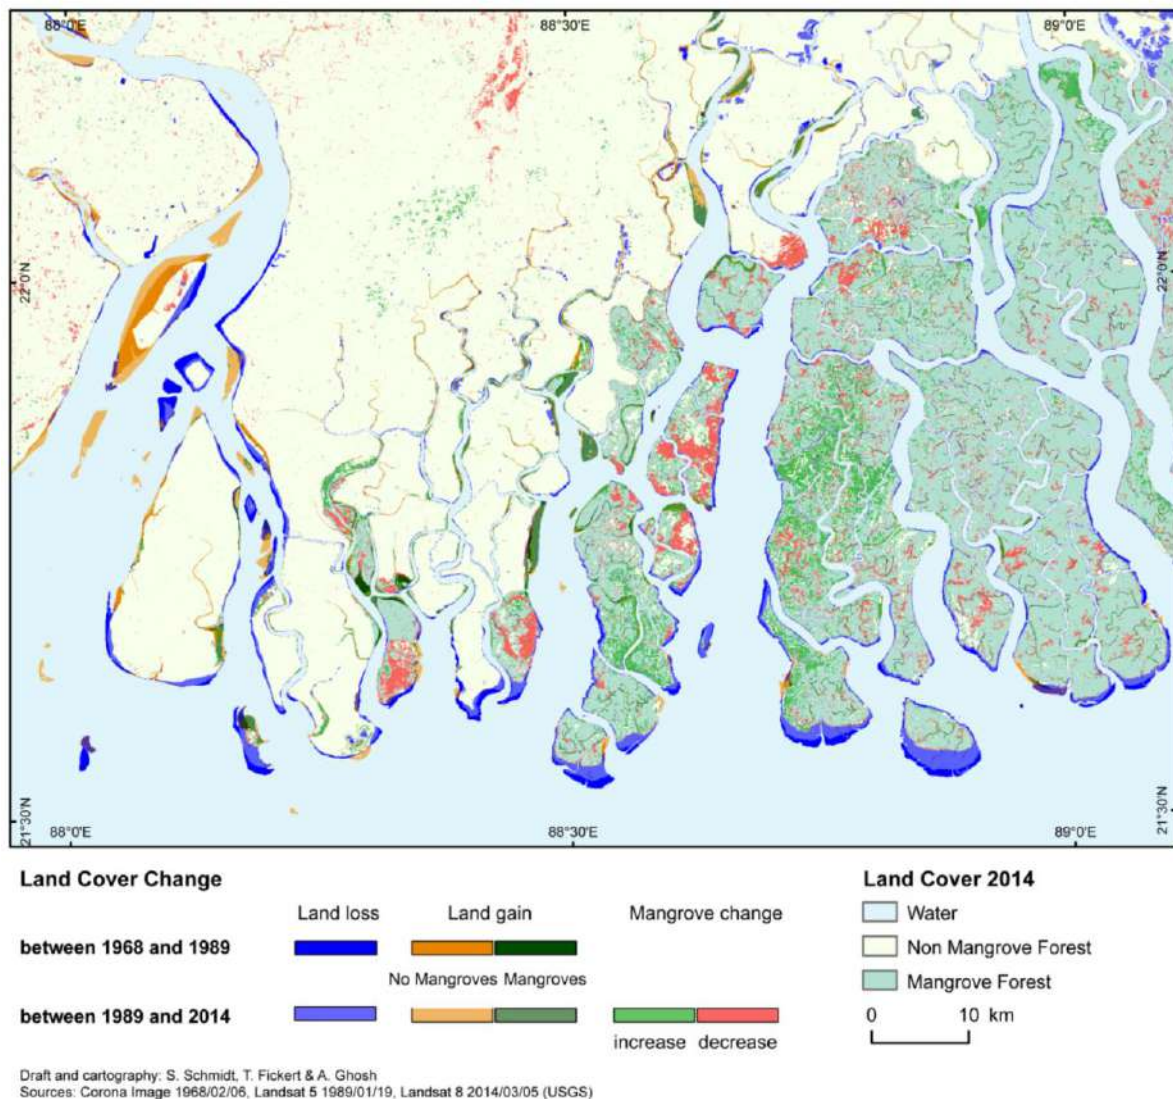 88°0'E 88°30'E 89°0'E
22°0'N 22°0'N
21°30'N 21°30'N
88°0'E 88°30'E 89°0'E
Land Cover Change Land Cover 2014
Land loss Land gain Mangrove change Water
between 1968 and 1989 Non Mangrove Forest
No Mangroves Mangroves Mangrove Forest
between 1989 and 2014 0 10 km
increase decrease
Draft and cartography: S. Schmidt, T. Fickert & A. Ghosh
Sources: Corona Image 1968/02/06, Landsat 5 1989/01/19, Landsat 8 2014/03/05 (USGS)